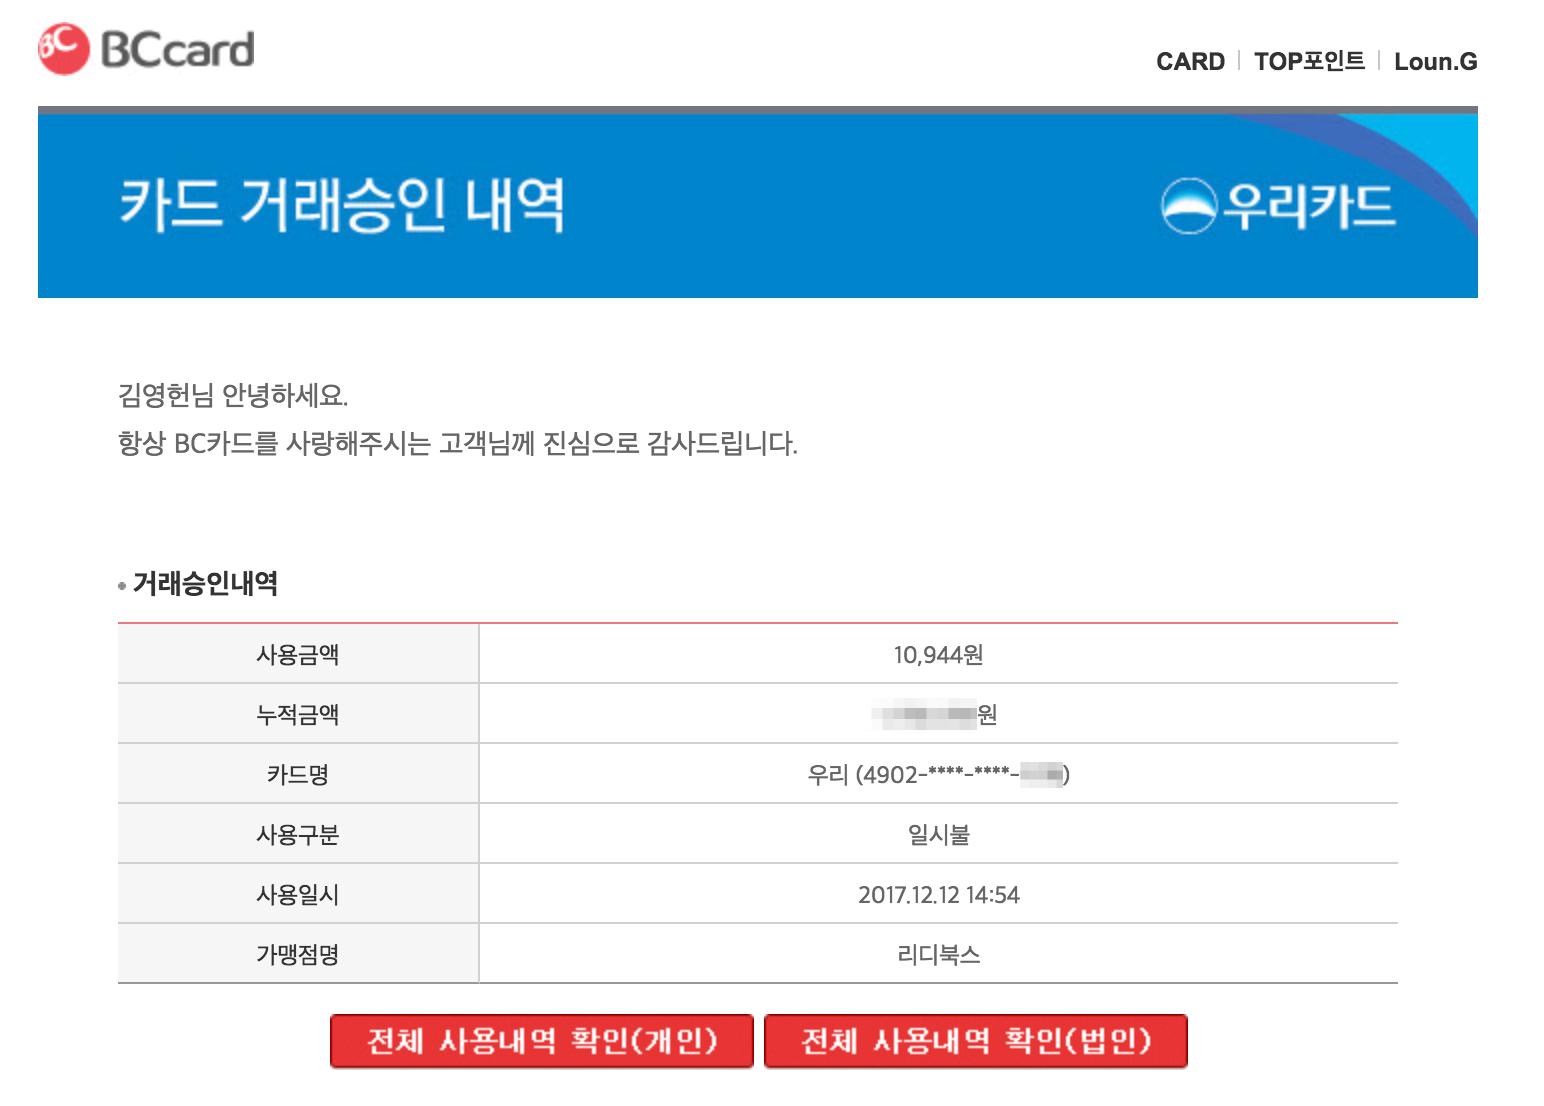 BC BCcard
CARD | TOP포인트 | Loun.G
카드 거래승인 내역
우리카드
김영헌님 안녕하세요.
항상 BC카드를 사랑해주시는 고객님께 진심으로 감사드립니다.
거래승인내역
사용금액 10,944원
누적금액 원
카드명 우리 (4902-****-****-)
사용구분 일시불
사용일시 2017.12.12 14:54
가맹점명 리디북스
전체 사용내역 확인(개인) 전체 사용내역 확인(법인)